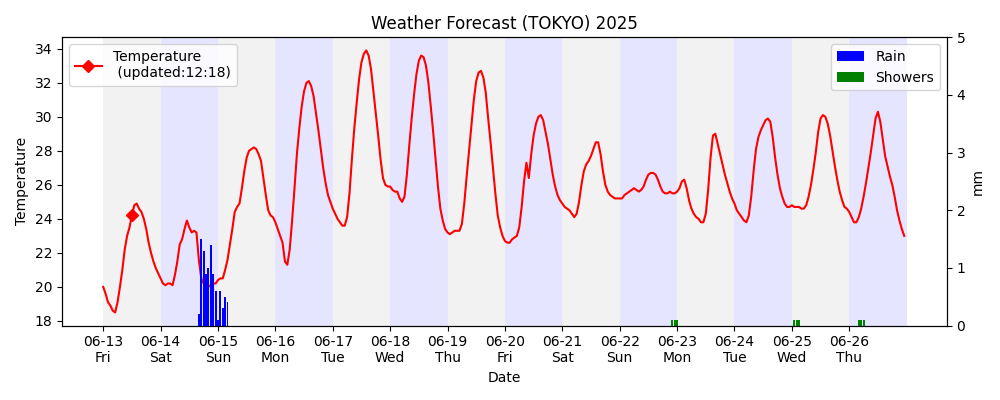 Weather Forecast (TOKYO) 2025
Temperature
(updated:12:18)
Rain
Showers
Temperature
34
32
30
28
26
24
22
20
18
5
4
3
2
1
0
mm
06-13 06-14 06-15 06-16 06-17 06-18 06-19 06-20 06-21 06-22 06-23 06-24 06-25 06-26
Fri Sat Sun Mon Tue Wed Thu Fri Sat Sun Mon Tue Wed Thu
Date